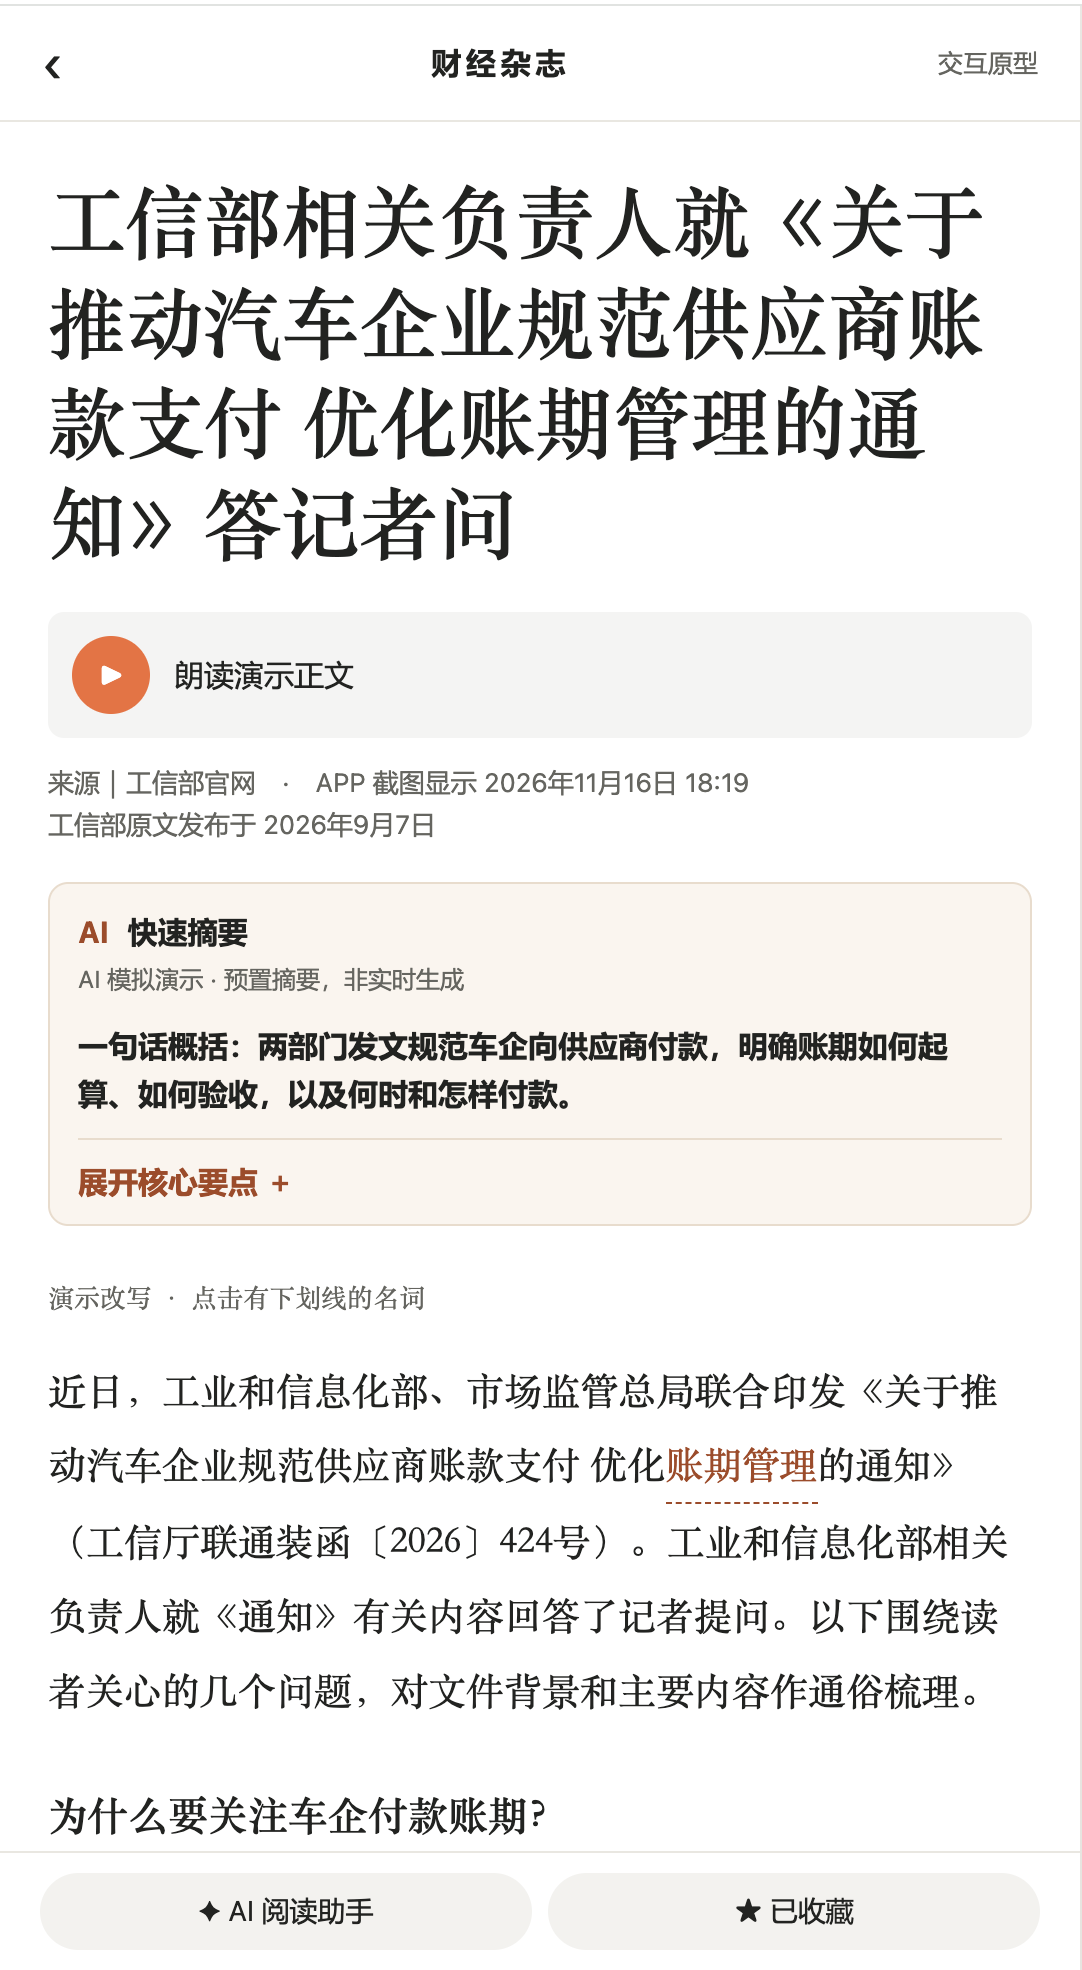 ‹ 财经杂志 交互原型
工信部相关负责人就《关于
推动汽车企业规范供应商账
款支付 优化账期管理的通
知》答记者问
朗读演示正文
来源 | 工信部官网 · APP 截图显示 2026年11月16日 18:19
工信部原文发布于 2026年9月7日
AI 快速摘要
AI 模拟演示 · 预置摘要，非实时生成
一句话概括：两部门发文规范车企向供应商付款，明确账期如何起
算、如何验收，以及何时和怎样付款。
展开核心要点 +
演示改写 · 点击有下划线的名词
近日，工业和信息化部、市场监管总局联合印发《关于推
动汽车企业规范供应商账款支付 优化账期管理的通知》
（工信厅联通装函〔2026〕424号）。工业和信息化部相关
负责人就《通知》有关内容回答了记者提问。以下围绕读
者关心的几个问题，对文件背景和主要内容作通俗梳理。
为什么要关注车企付款账期？
✦ AI 阅读助手
★ 已收藏